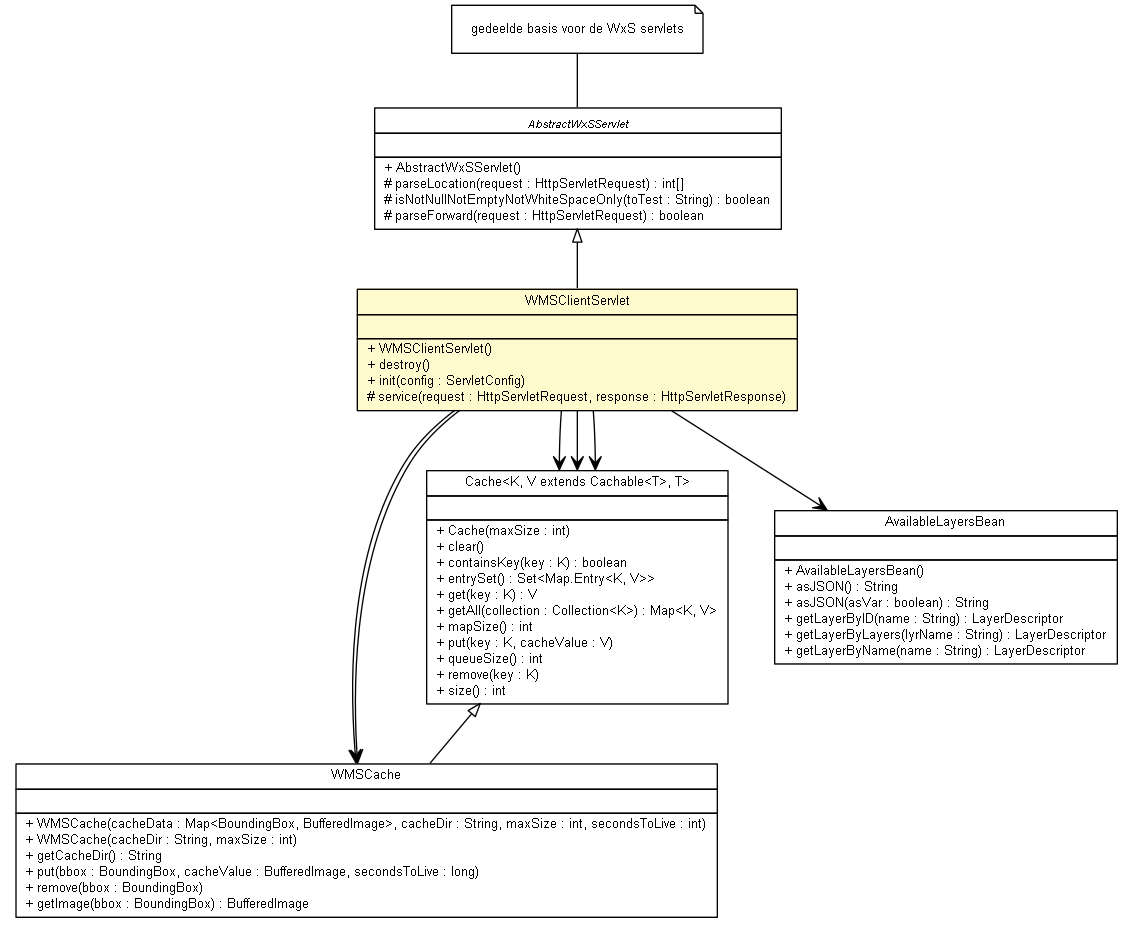 gedeelde basis voor de WxS servlets
AbstractWxSServlet
+ AbstractWxSServlet()
# parseLocation(request : HttpServletRequest) : int[]
# isNotNullNotEmptyNotWhiteSpaceOnly(toTest : String) : boolean
# parseForward(request : HttpServletRequest) : boolean
WMSClientServlet
+ WMSClientServlet()
+ destroy()
+ init(config : ServletConfig)
# service(request : HttpServletRequest, response : HttpServletResponse)
Cache<K, V extends Cachable<T>, T>
+ Cache(maxSize : int)
+ clear()
+ containsKey(key : K) : boolean
+ entrySet() : Set<Map.Entry<K, V>>
+ get(key : K) : V
+ getAll(collection : Collection<K>) : Map<K, V>
+ mapSize() : int
+ put(key : K, cacheValue : V)
+ queueSize() : int
+ remove(key : K)
+ size() : int
AvailableLayersBean
+ AvailableLayersBean()
+ asJSON() : String
+ asJSON(asVar : boolean) : String
+ getLayerByID(name : String) : LayerDescriptor
+ getLayerByLayers(lyrName : String) : LayerDescriptor
+ getLayerByName(name : String) : LayerDescriptor
WMSCache
+ WMSCache(cacheData : Map<BoundingBox, BufferedImage>, cacheDir : String, maxSize : int, secondsToLive : int)
+ WMSCache(cacheDir : String, maxSize : int)
+ getCacheDir() : String
+ put(bbox : BoundingBox, cacheValue : BufferedImage, secondsToLive : long)
+ remove(bbox : BoundingBox)
+ getImage(bbox : BoundingBox) : BufferedImage